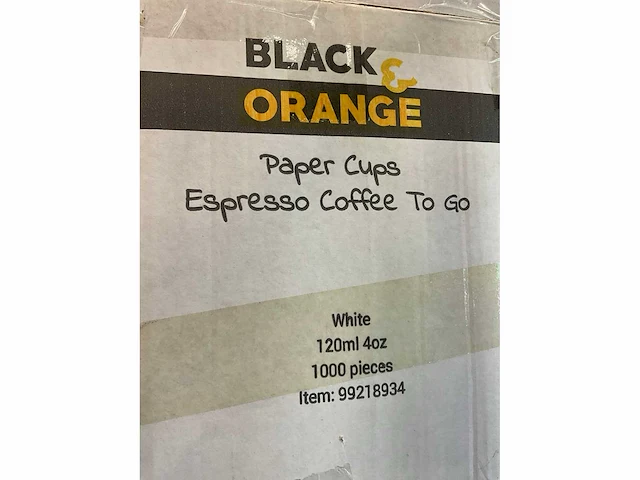 BLACK &
ORANGE
Paper Cups
Espresso Coffee To Go
White
120ml 4oz
1000 pieces
Item: 99218934